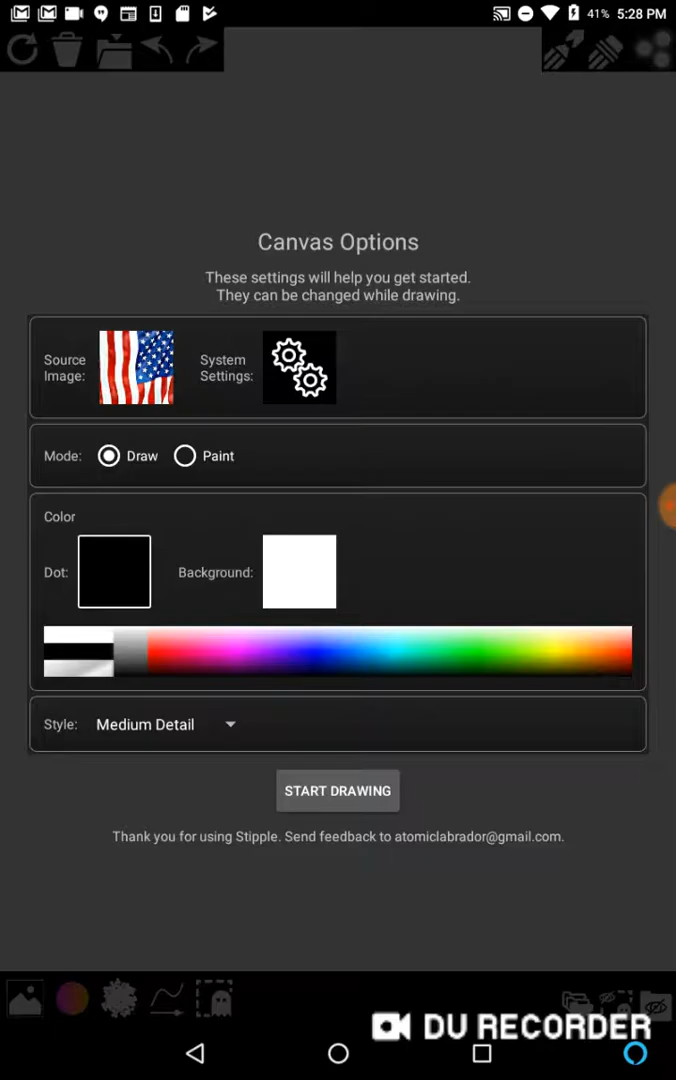 41% 5:28 PM
Canvas Options
These settings will help you get started.
They can be changed while drawing.
Source
Image:
System
Settings:
Mode: Draw Paint
Color
Dot: Background:
Style: Medium Detail
START DRAWING
Thank you for using Stipple. Send feedback to atomiclabrador@gmail.com.
DU RECORDER